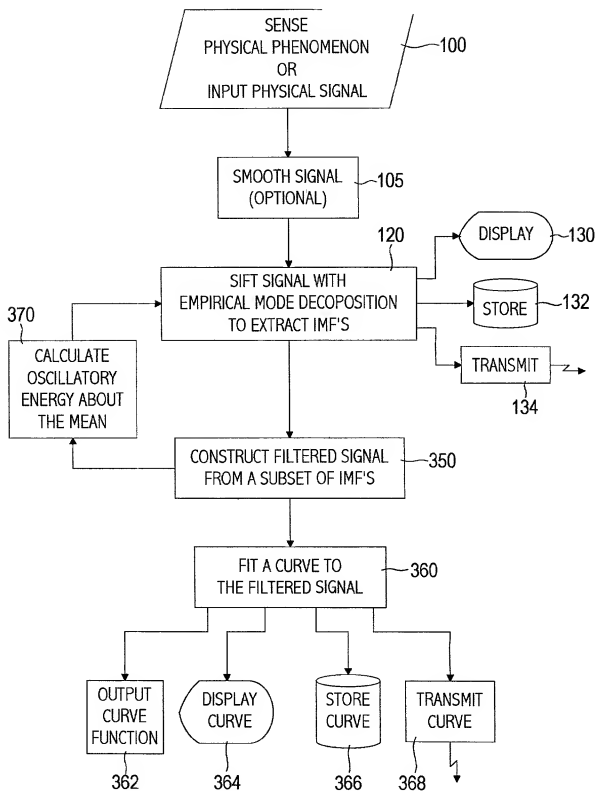 SENSE
PHYSICAL PHENOMENON
OR
INPUT PHYSICAL SIGNAL
100
SMOOTH SIGNAL
(OPTIONAL)
105
120
SIFT SIGNAL WITH
EMPIRICAL MODE DECOPOSITION
TO EXTRACT IMF'S
DISPLAY
130
STORE
132
TRANSMIT
134
370
CALCULATE
OSCILLATORY
ENERGY ABOUT
THE MEAN
CONSTRUCT FILTERED SIGNAL
FROM A SUBSET OF IMF'S
350
FIT A CURVE TO
THE FILTERED SIGNAL
360
OUTPUT
CURVE
FUNCTION
362
DISPLAY
CURVE
364
STORE
CURVE
366
TRANSMIT
CURVE
368